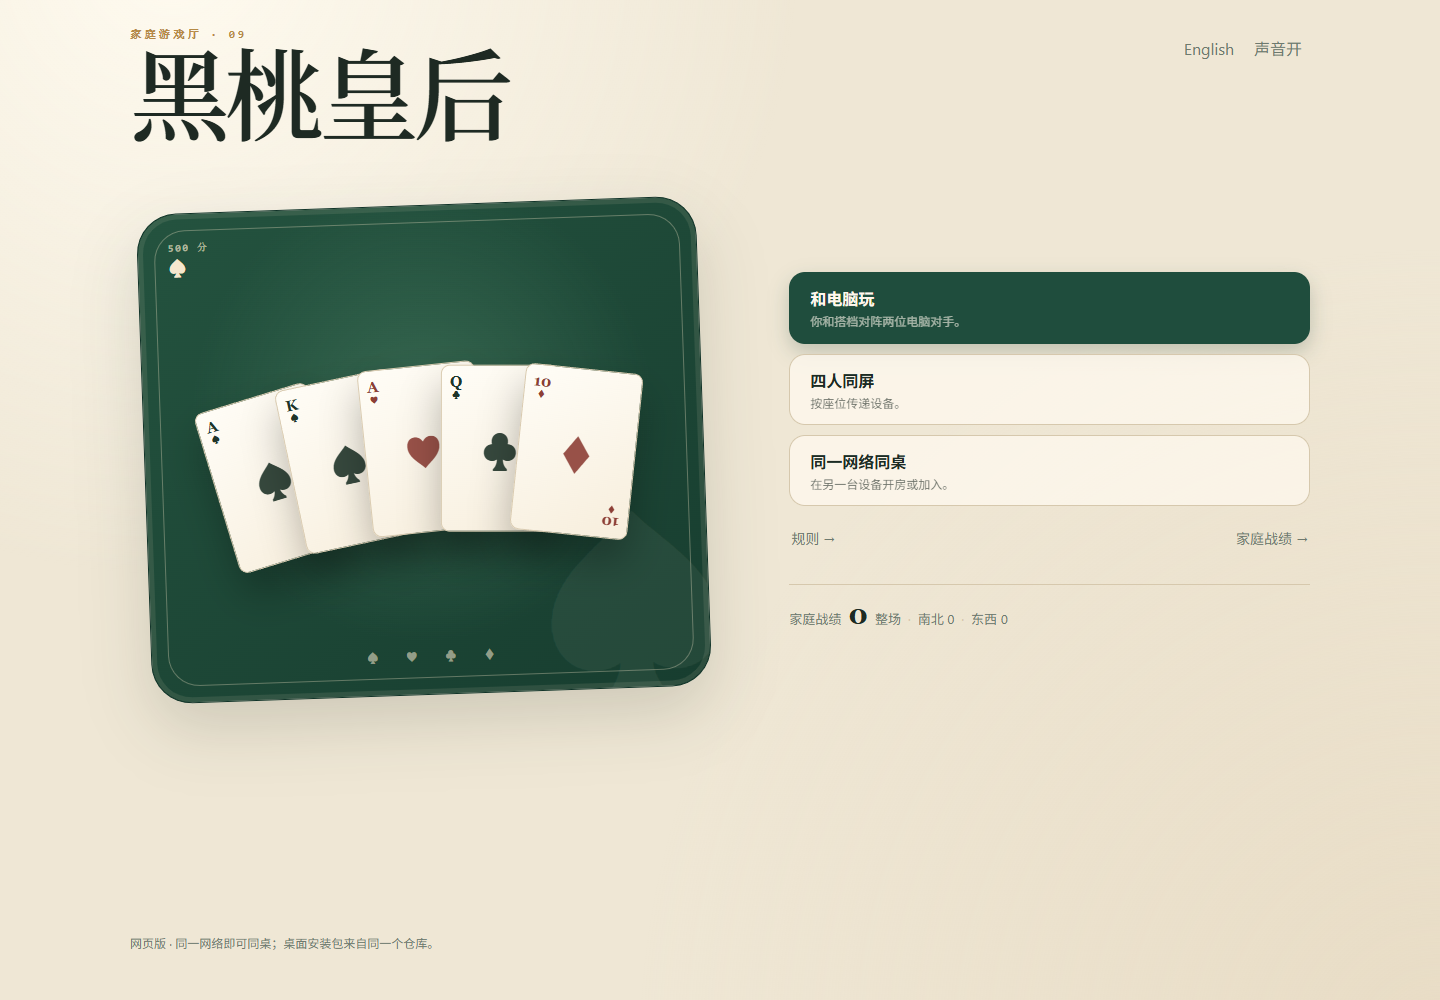 家庭游戏厅 · 09
黑桃皇后
English 声音开
500 分
A
K
A
Q
10
10
和电脑玩
你和搭档对阵两位电脑对手。
四人同屏
按座位传递设备。
同一网络同桌
在另一台设备开房或加入。
规则 → 家庭战绩 →
家庭战绩 0 整场 · 南北 0 · 东西 0
网页版 · 同一网络即可同桌；桌面安装包来自同一个仓库。